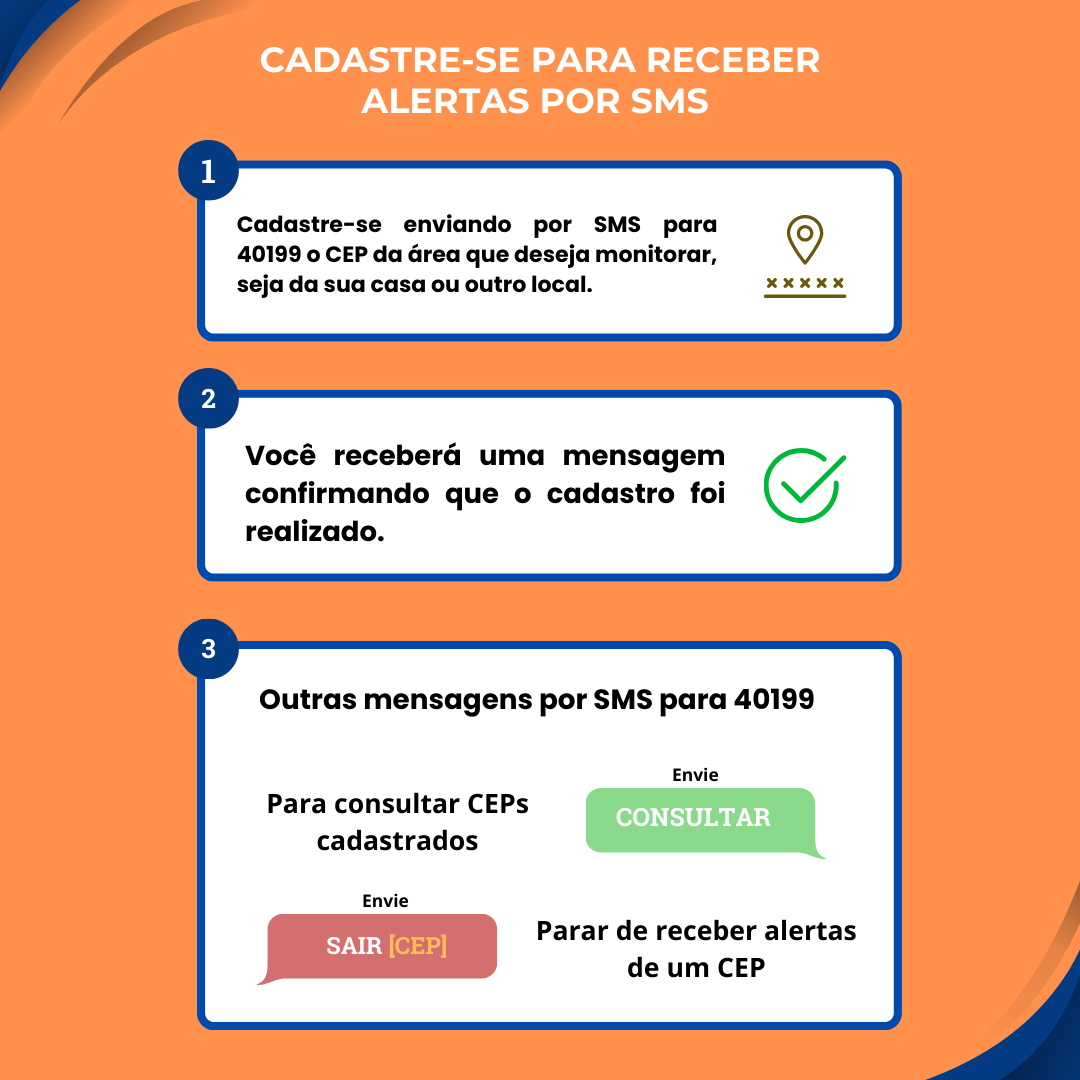 CADASTRE-SE PARA RECEBER
ALERTAS POR SMS
1
Cadastre-se enviando por SMS para
40199 o CEP da área que deseja monitorar,
seja da sua casa ou outro local.
2
Você receberá uma mensagem
confirmando que o cadastro foi
realizado.
3
Outras mensagens por SMS para 40199
Para consultar CEPs
cadastrados
Envie
CONSULTAR
Envie
SAIR [CEP]
Parar de receber alertas
de um CEP